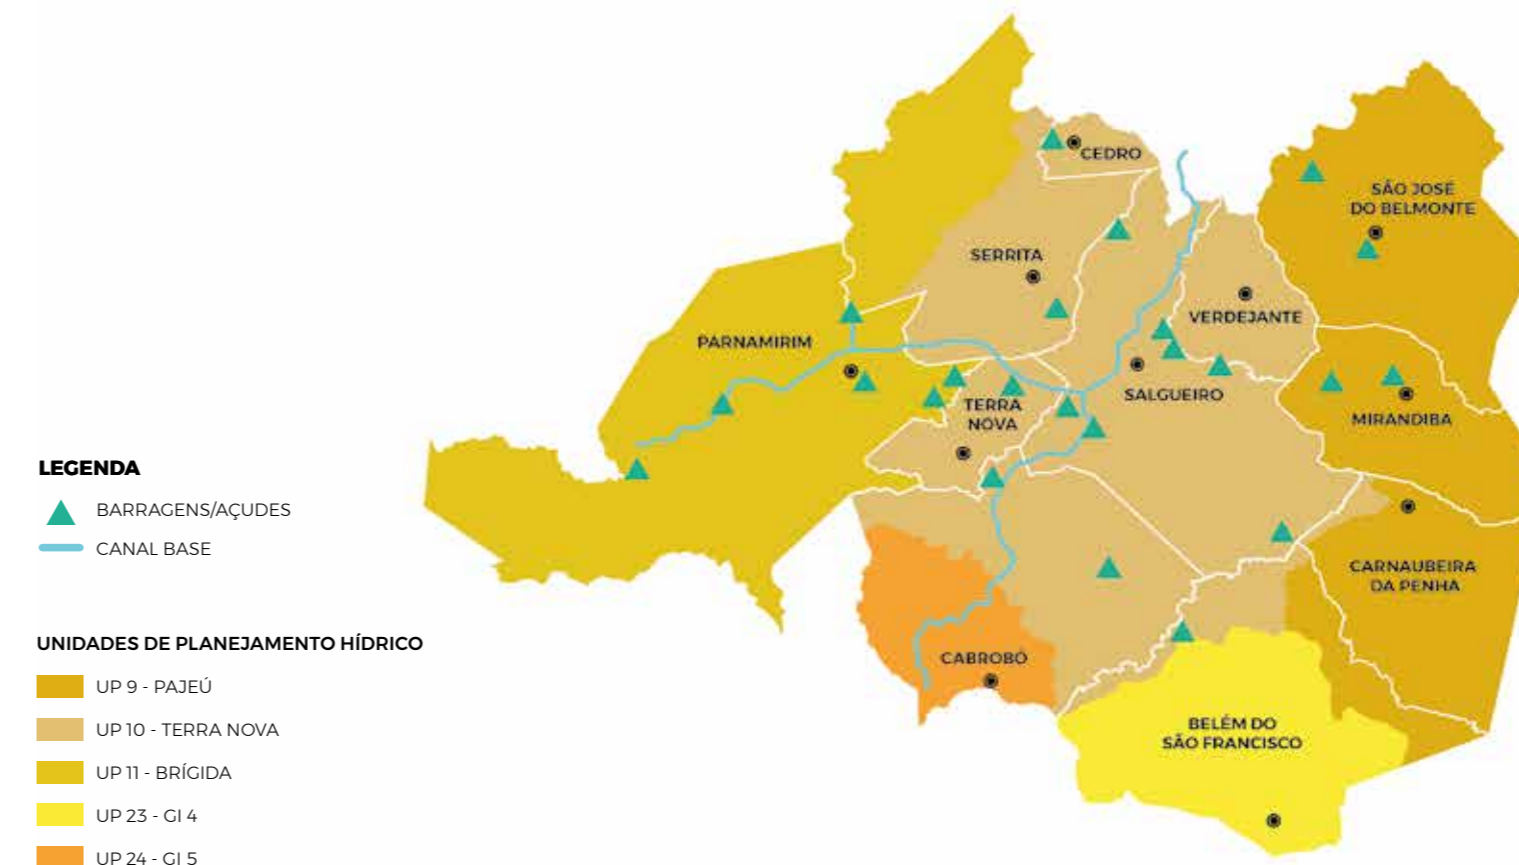 CEDRO
SÃO JOSÉ
DO BELMONTE
SERRITA
VERDEJANTE
PARNAMIRIM
SALGUEIRO
TERRA
NOVA
MIRANDIBA
LEGENDA
BARRAGENS/AÇUDES
CANAL BASE
CARNAUBEIRA
DA PENHA
UNIDADES DE PLANEJAMENTO HÍDRICO
CABROBÓ
UP 9 - PAJEÚ
UP 10 - TERRA NOVA
BELÉM DO
SÃO FRANCISCO
UP 11 - BRÍGIDA
UP 23 - GI 4
UP 24 - GI 5